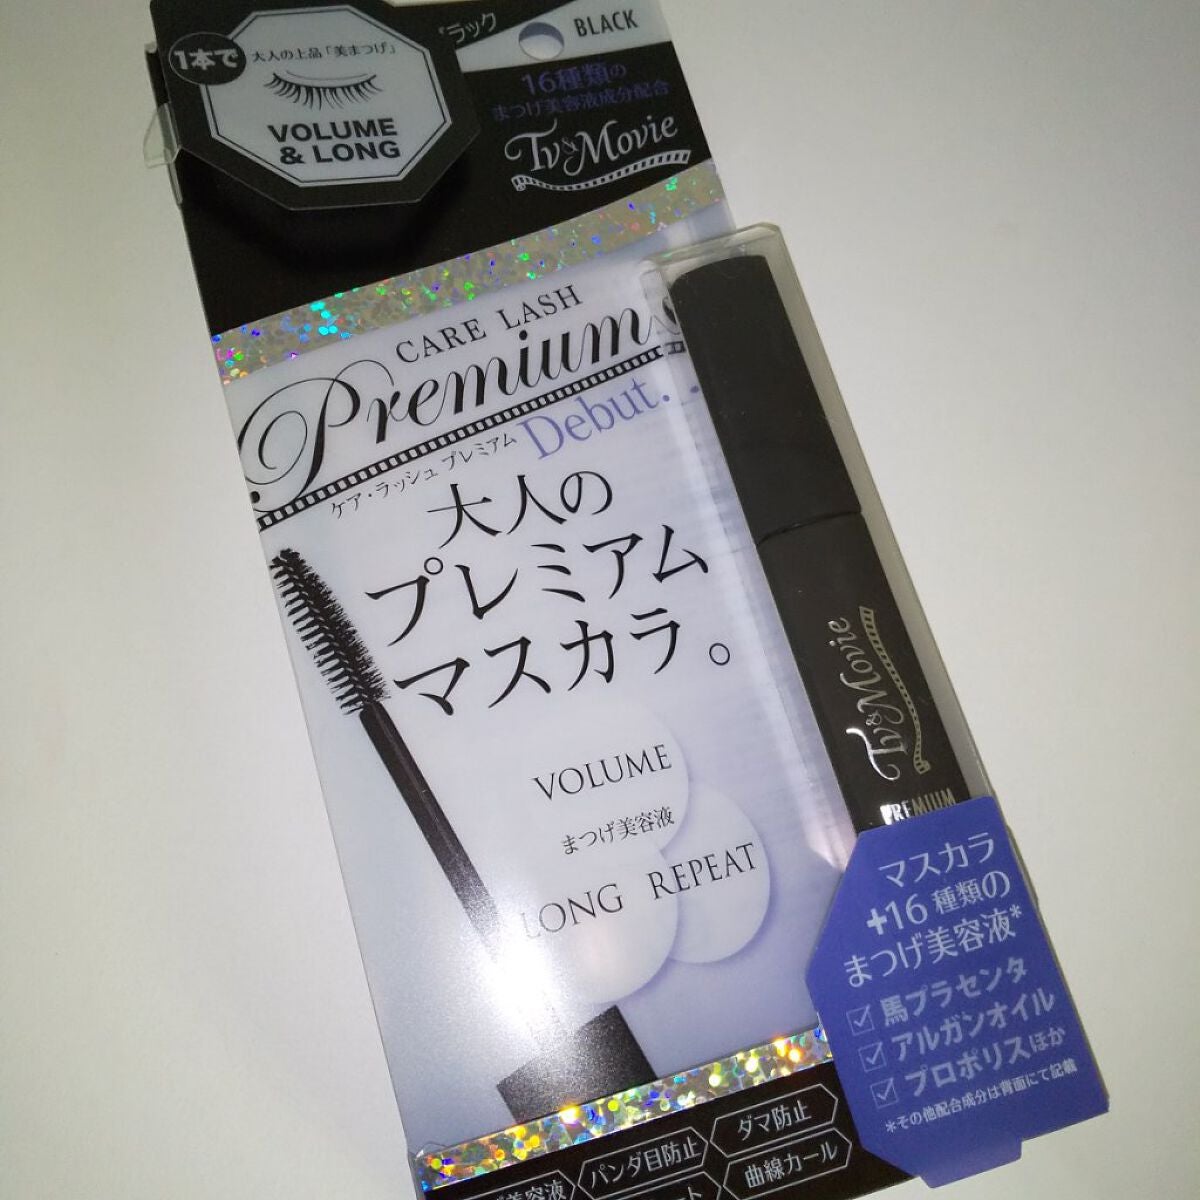 1本で
大人の上品「美まつげ」
VOLUME
& LONG
ブラック
BLACK
16種類の
まつげ美容液成分配合
Tv&Movie
CARE LASH
Premium
ケア・ラッシュ プレミアム
Debut...
大人の
プレミアム
マスカラ。
VOLUME
まつげ美容液
LONG REPEAT
Tv&Movie
PREMIUM
マスカラ
+16種類の
まつげ美容液*
馬プラセンタ
アルガンオイル
プロポリスほか
*その他配合成分は背面にて記載
美容液
パンダ目防止
ダマ防止
曲線カール